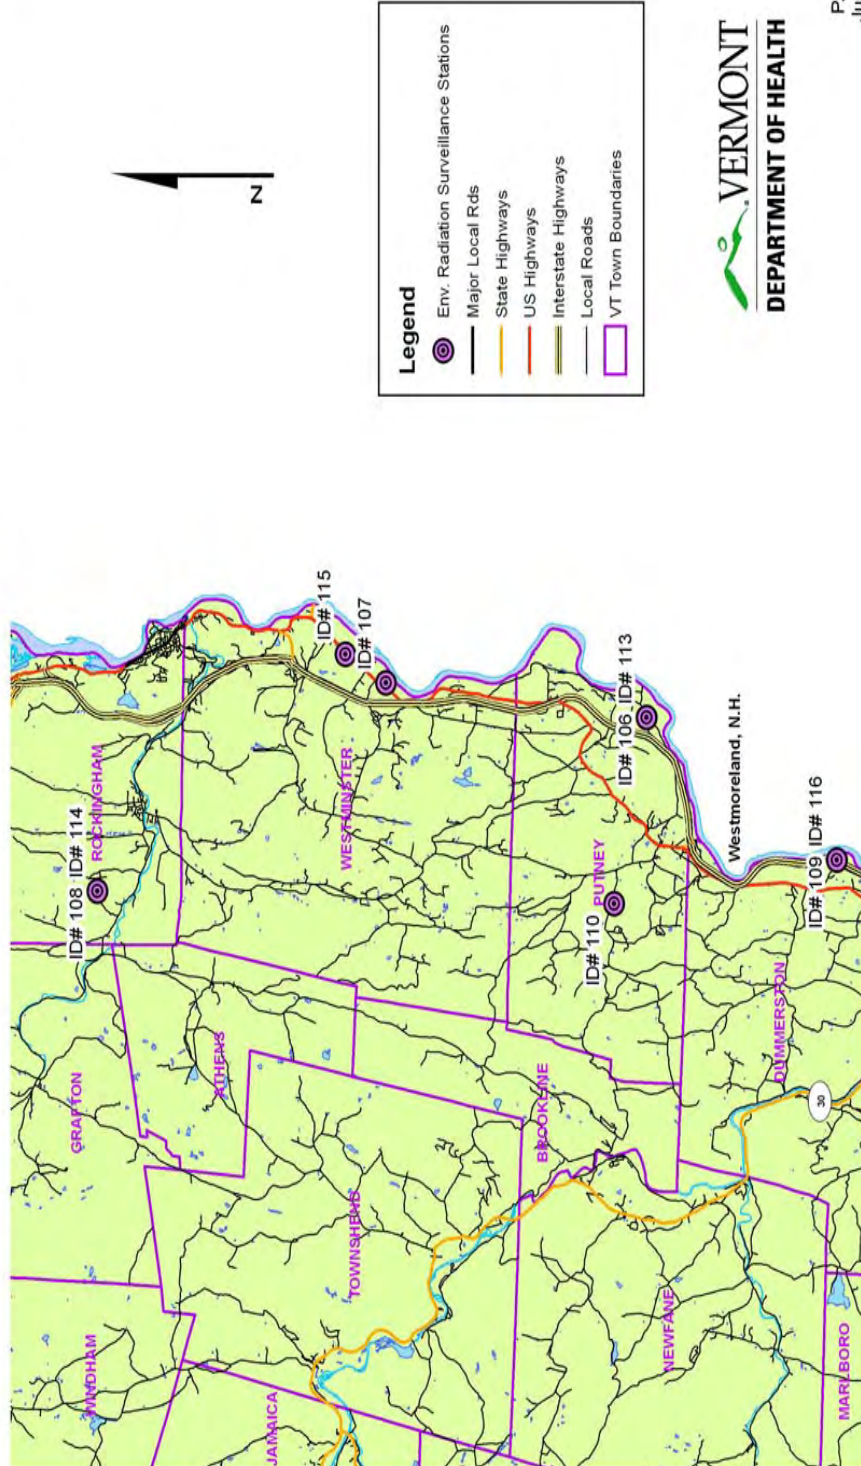 N
Legend
Env. Radiation Surveillance Stations
Major Local Rds
State Highways
US Highways
Interstate Highways
Local Roads
VT Town Boundaries
VERMONT
DEPARTMENT OF HEALTH
ID# 115
ID# 107
ROCKINGHAM
ID# 108 ID# 114
WESTMINSTER
ID# 106 ID# 113
Westmoreland, N.H.
PUTNEY
ID# 110
ID# 109 ID# 116
DUMMERSTON
30
GRAFTON
ATHENS
BROOKLINE
TOWNSHEND
NEWFANE
WINDHAM
JAMAICA
MARLBORO